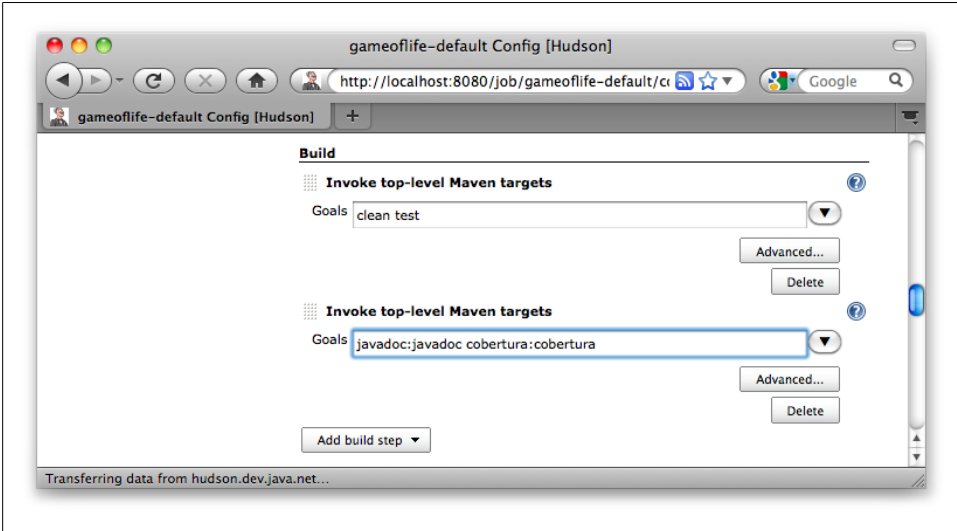 gameoflife-default Config [Hudson]
http://localhost:8080/job/gameoflife-default/co
Google
gameoflife-default Config [Hudson]
+
Build
Invoke top-level Maven targets
Goals clean test
Advanced...
Delete
Invoke top-level Maven targets
Goals javadoc:javadoc cobertura:cobertura
Advanced...
Delete
Add build step
Transferring data from hudson.dev.java.net...